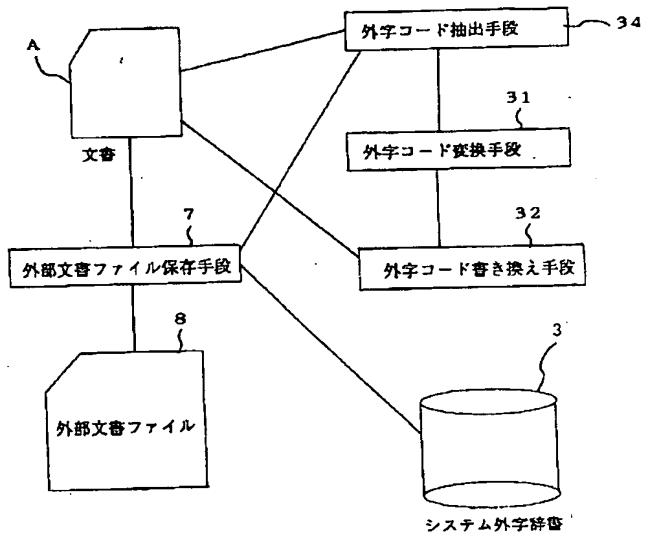 A
文書
外字コード抽出手段
34
31
外字コード変換手段
7
外部文書ファイル保存手段
32
外字コード書き換え手段
8
外部文書ファイル
3
システム外字辞書